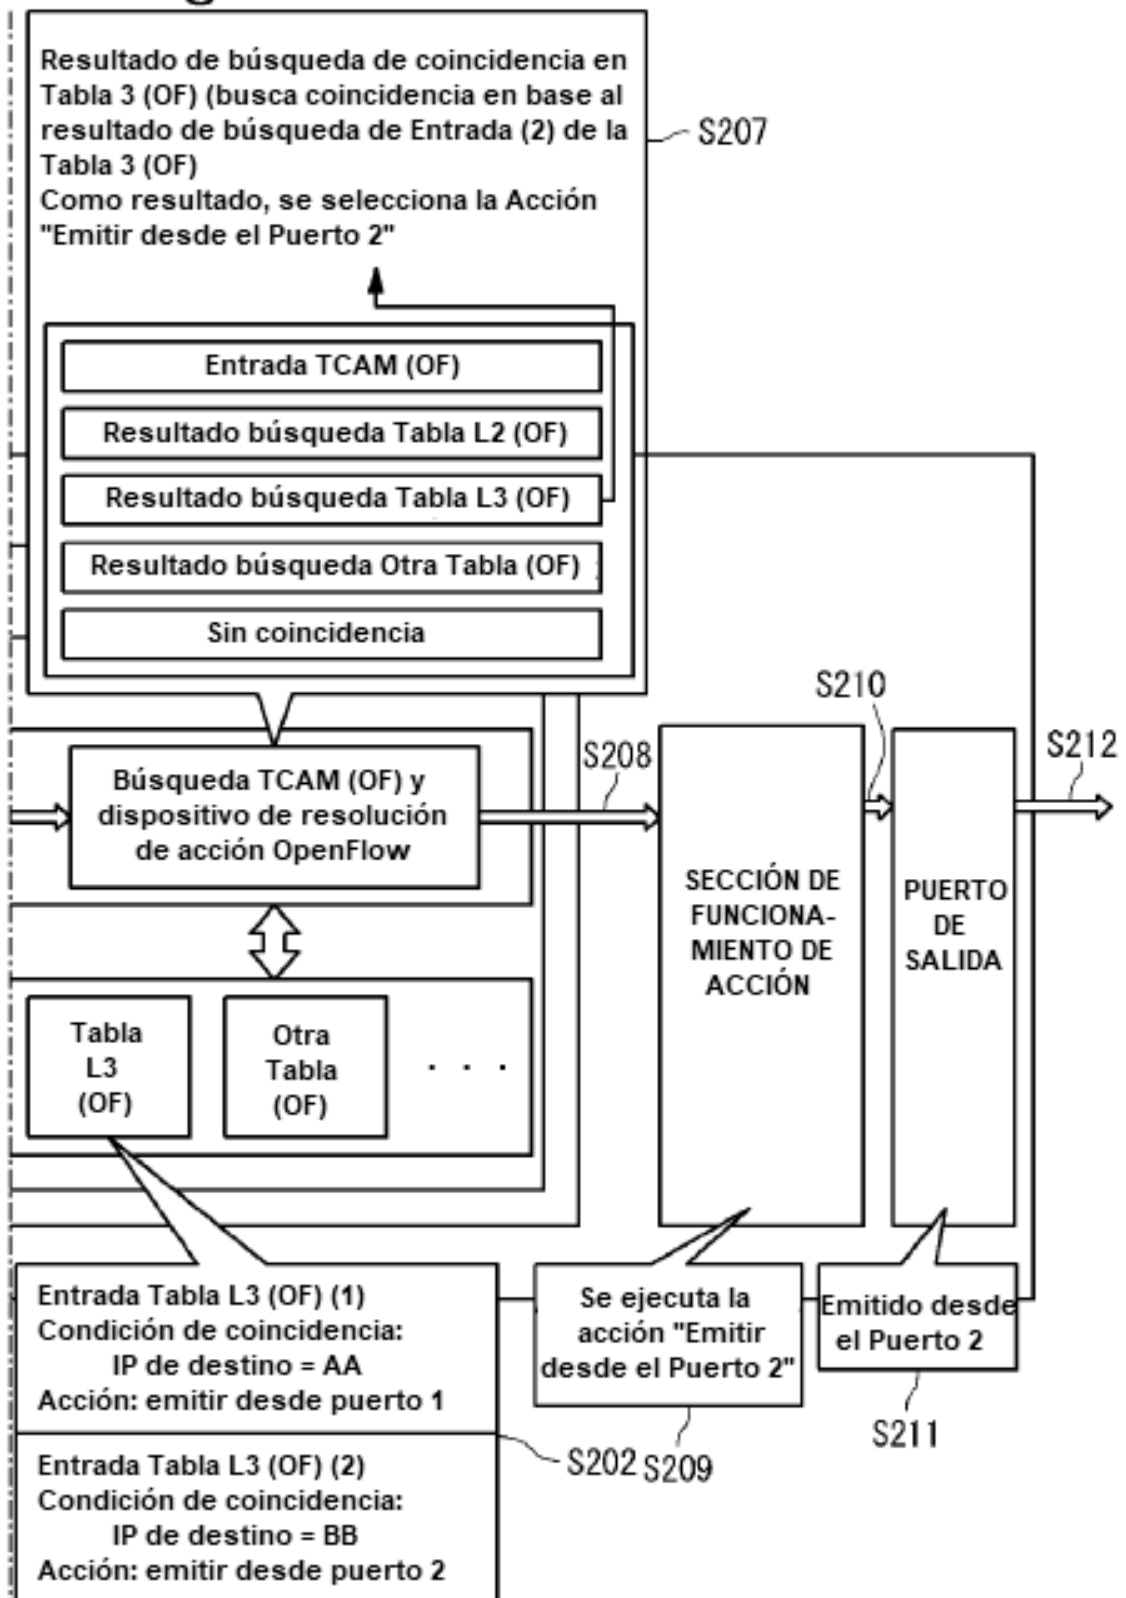 Resultado de búsqueda de coincidencia en
Tabla 3 (OF) (busca coincidencia en base al
resultado de búsqueda de Entrada (2) de la
Tabla 3 (OF)
Como resultado, se selecciona la Acción
"Emitir desde el Puerto 2"
S207
Entrada TCAM (OF)
Resultado búsqueda Tabla L2 (OF)
Resultado búsqueda Tabla L3 (OF)
Resultado búsqueda Otra Tabla (OF)
Sin coincidencia
Búsqueda TCAM (OF) y
dispositivo de resolución
de acción OpenFlow
S208
SECCIÓN DE
FUNCIONA-
MIENTO DE
ACCIÓN
S210
PUERTO
DE
SALIDA
S212
Tabla
L3
(OF)
Otra
Tabla
(OF)
. . .
Entrada Tabla L3 (OF) (1)
Condición de coincidencia:
IP de destino = AA
Acción: emitir desde puerto 1
Entrada Tabla L3 (OF) (2)
Condición de coincidencia:
IP de destino = BB
Acción: emitir desde puerto 2
S202
Se ejecuta la
acción "Emitir
desde el Puerto 2"
S209
Emitido desde
el Puerto 2
S211